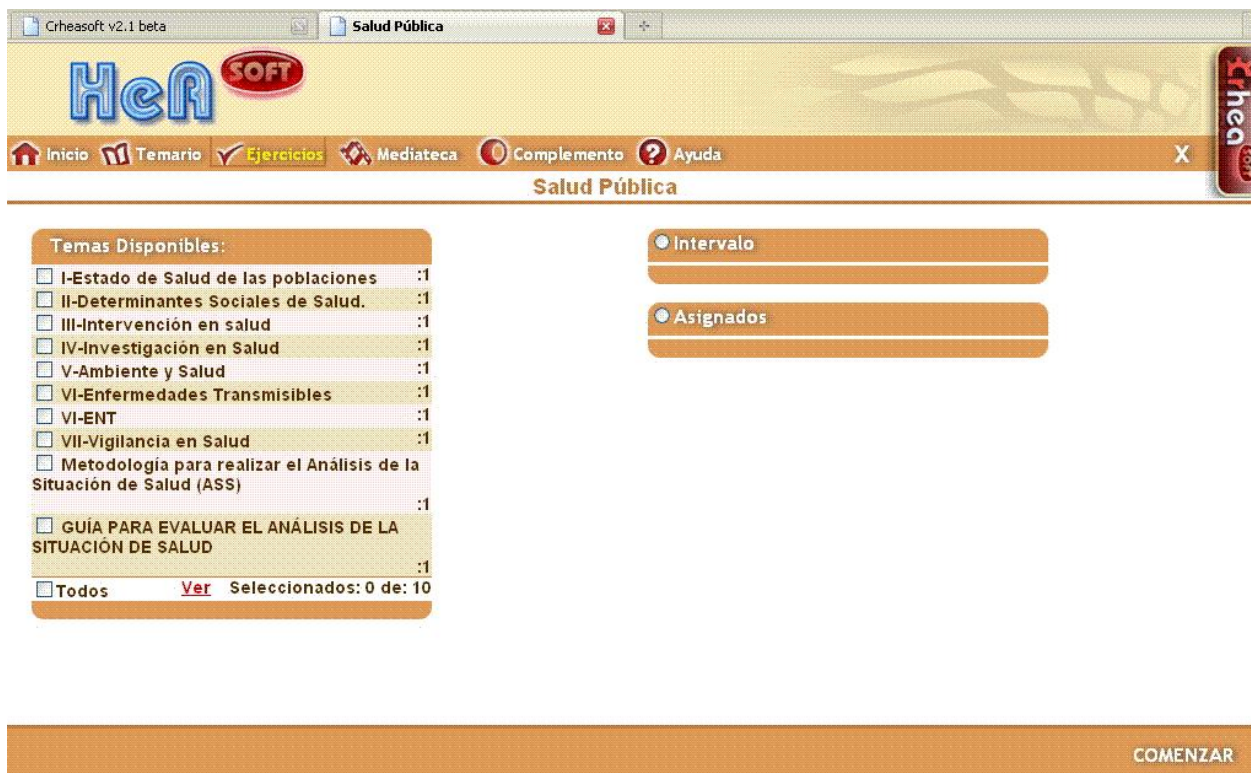 Crheasoft v2.1 beta
Salud Pública
HeA SOFT
Crhea
Inicio Temario Ejercicios Mediateca Complemento Ayuda X
Salud Pública
Temas Disponibles:
I-Estado de Salud de las poblaciones :1
II-Determinantes Sociales de Salud. :1
III-Intervención en salud :1
IV-Investigación en Salud :1
V-Ambiente y Salud :1
VI-Enfermedades Transmisibles :1
VI-ENT :1
VII-Vigilancia en Salud :1
Metodología para realizar el Análisis de la
Situación de Salud (ASS)
:1
GUÍA PARA EVALUAR EL ANÁLISIS DE LA
SITUACIÓN DE SALUD
:1
Todos Ver Seleccionados: 0 de: 10
Intervalo
Asignados
COMENZAR